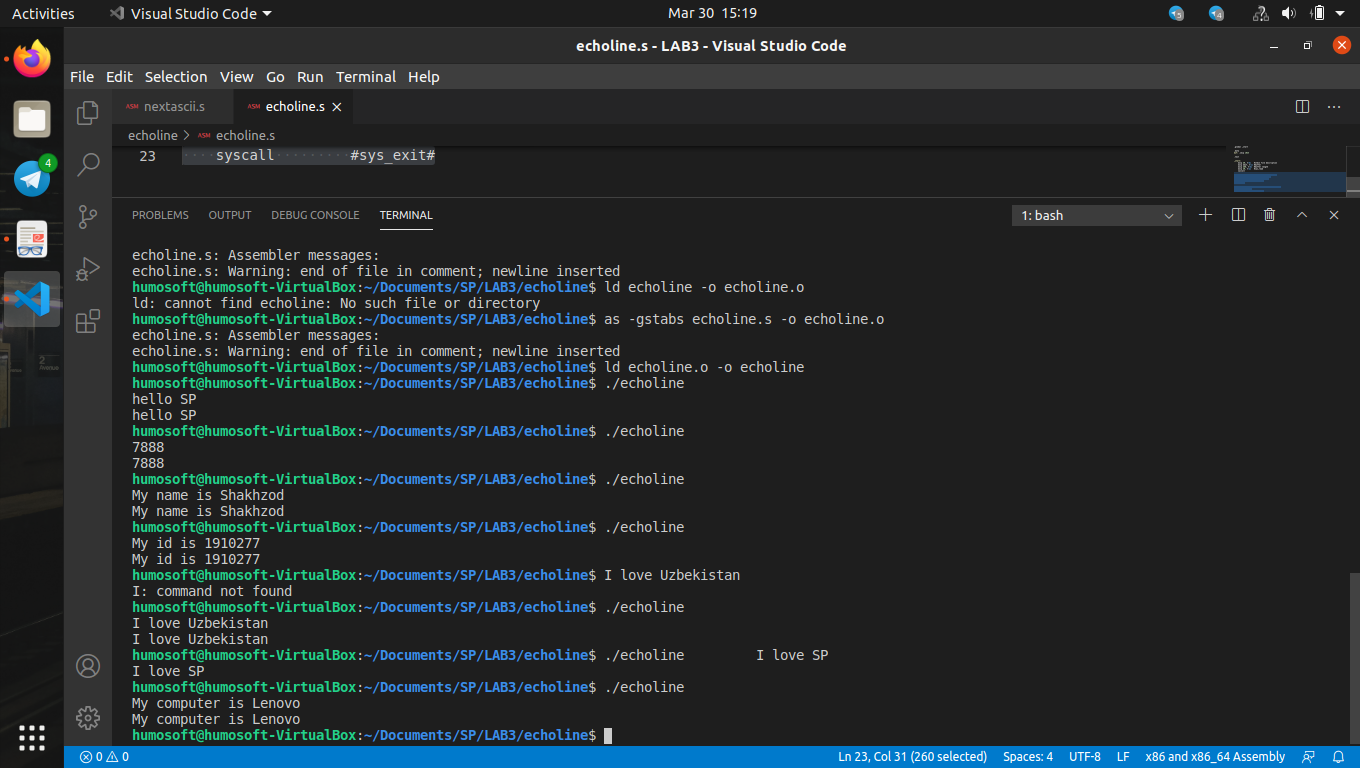 Activities
Visual Studio Code
Mar 30 15:19
5
4
echoline.s - LAB3 - Visual Studio Code
File Edit Selection View Go Run Terminal Help
ASM nextascii.s
ASM echoline.s
echoline > ASM echoline.s
23 ····syscall·········#sys_exit#
4
PROBLEMS OUTPUT DEBUG CONSOLE TERMINAL
1: bash
echoline.s: Assembler messages:
echoline.s: Warning: end of file in comment; newline inserted
humosoft@humosoft-VirtualBox:~/Documents/SP/LAB3/echoline$ ld echoline -o echoline.o
ld: cannot find echoline: No such file or directory
humosoft@humosoft-VirtualBox:~/Documents/SP/LAB3/echoline$ as -gstabs echoline.s -o echoline.o
echoline.s: Assembler messages:
echoline.s: Warning: end of file in comment; newline inserted
humosoft@humosoft-VirtualBox:~/Documents/SP/LAB3/echoline$ ld echoline.o -o echoline
humosoft@humosoft-VirtualBox:~/Documents/SP/LAB3/echoline$ ./echoline
hello SP
hello SP
humosoft@humosoft-VirtualBox:~/Documents/SP/LAB3/echoline$ ./echoline
7888
7888
humosoft@humosoft-VirtualBox:~/Documents/SP/LAB3/echoline$ ./echoline
My name is Shakhzod
My name is Shakhzod
humosoft@humosoft-VirtualBox:~/Documents/SP/LAB3/echoline$ ./echoline
My id is 1910277
My id is 1910277
humosoft@humosoft-VirtualBox:~/Documents/SP/LAB3/echoline$ I love Uzbekistan
I: command not found
humosoft@humosoft-VirtualBox:~/Documents/SP/LAB3/echoline$ ./echoline
I love Uzbekistan
I love Uzbekistan
humosoft@humosoft-VirtualBox:~/Documents/SP/LAB3/echoline$ ./echoline         I love SP
I love SP
humosoft@humosoft-VirtualBox:~/Documents/SP/LAB3/echoline$ ./echoline
My computer is Lenovo
My computer is Lenovo
humosoft@humosoft-VirtualBox:~/Documents/SP/LAB3/echoline$
0 0
Ln 23, Col 31 (260 selected) Spaces: 4 UTF-8 LF x86 and x86_64 Assembly